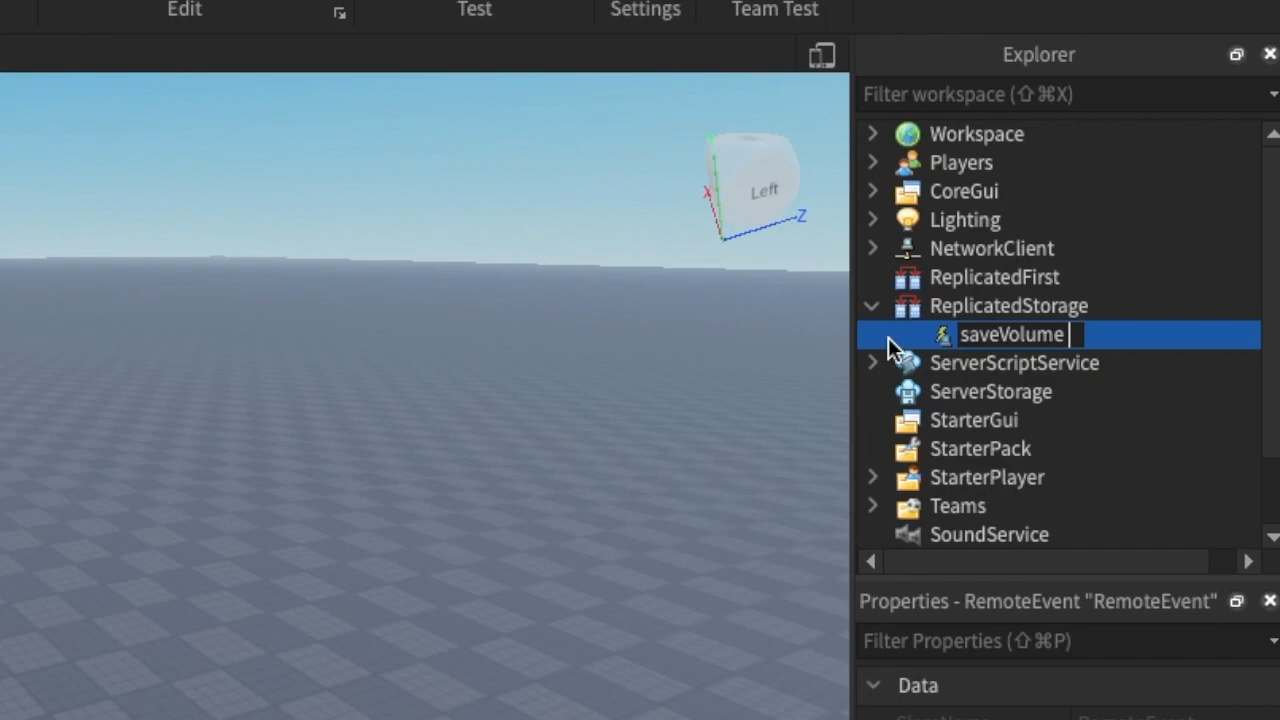 Edit
Test
Settings
Team Test
Explorer
Filter workspace (⇧⌘X)
Left
X
Z
Workspace
Players
CoreGui
Lighting
NetworkClient
ReplicatedFirst
ReplicatedStorage
saveVolume
ServerScriptService
ServerStorage
StarterGui
StarterPack
StarterPlayer
Teams
SoundService
Properties - RemoteEvent "RemoteEvent"
Filter Properties (⇧⌘P)
Data